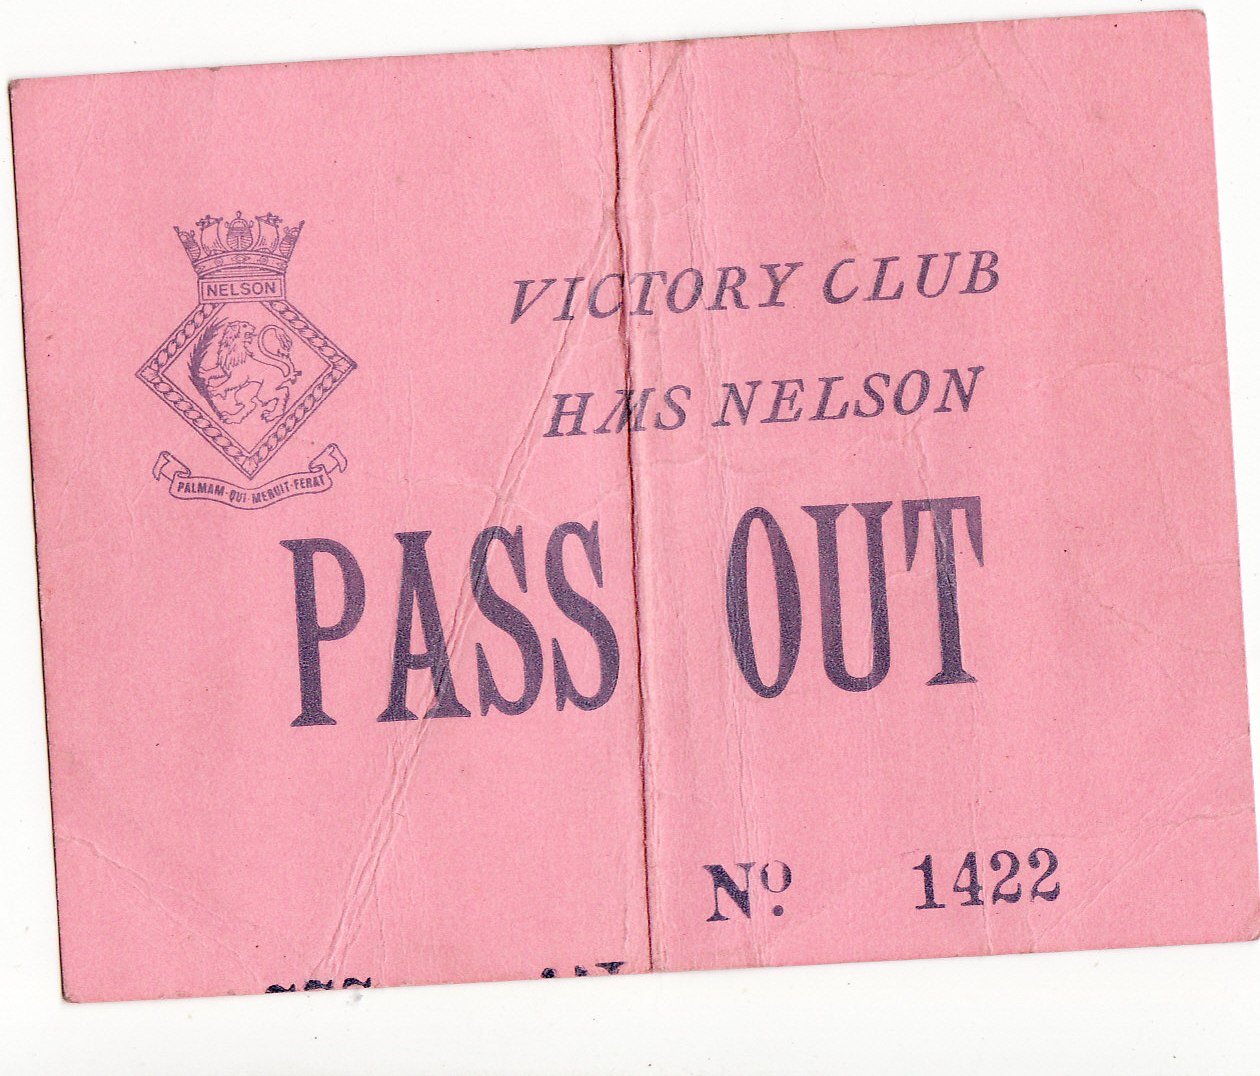 NELSON
PALMAM·QUI·MERUIT·FERAT
VICTORY CLUB
HMS NELSON
PASS OUT
Nº. 1422